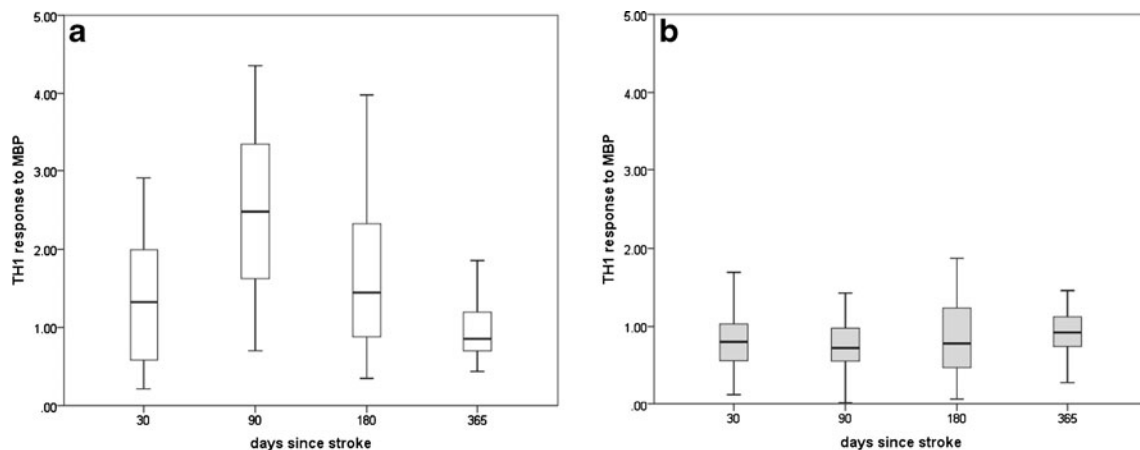 a
TH1 response to MBP
5.00
4.00
3.00
2.00
1.00
.00
30 90 180 365
days since stroke
b
TH1 response to MBP
5.00
4.00
3.00
2.00
1.00
.00
30 90 180 365
days since stroke